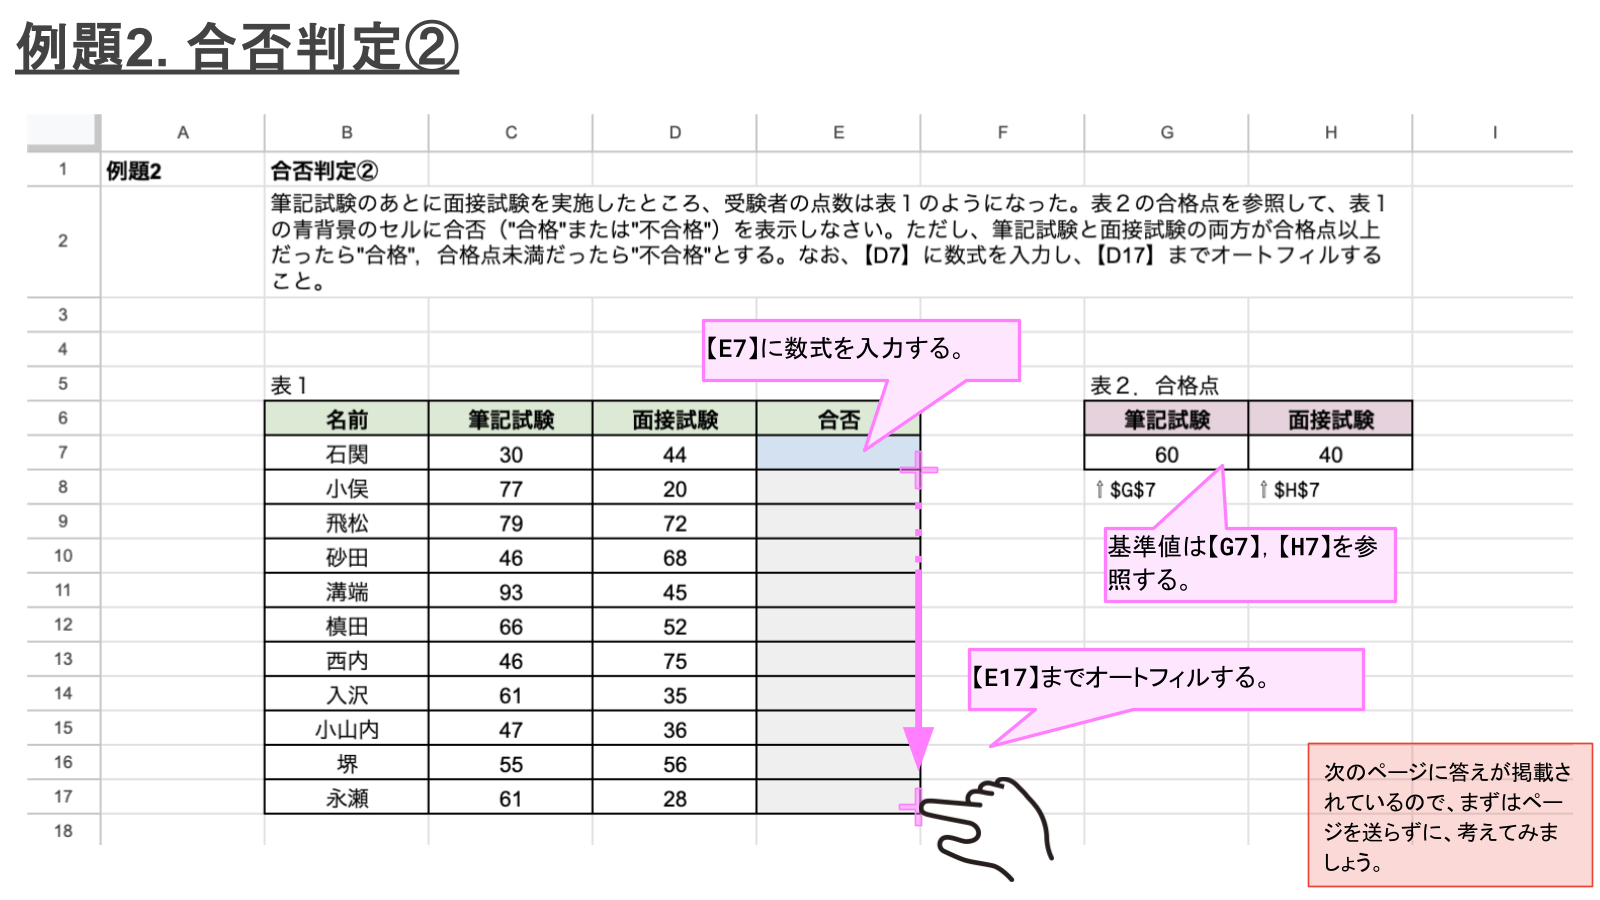 例題2. 合否判定②
A B C D E F G H I
1 例題2 合否判定②
2 筆記試験のあとに面接試験を実施したところ、受験者の点数は表１のようになった。表２の合格点を参照して、表１
の青背景のセルに合否（"合格"または"不合格"）を表示しなさい。ただし、筆記試験と面接試験の両方が合格点以上
だったら"合格"，合格点未満だったら"不合格"とする。なお、【D7】に数式を入力し、【D17】までオートフィルする
こと。
3
4
【E7】に数式を入力する。
5 表１ 表２．合格点
6 名前 筆記試験 面接試験 合否 筆記試験 面接試験
7 石関 30 44 60 40
8 小俣 77 20 ⇧ $G$7 ⇧ $H$7
9 飛松 79 72
基準値は【G7】，【H7】を参
照する。
10 砂田 46 68
11 溝端 93 45
12 槙田 66 52
13 西内 46 75
【E17】までオートフィルする。
14 入沢 61 35
15 小山内 47 36
16 堺 55 56
17 永瀬 61 28
18
次のページに答えが掲載さ
れているので、まずはペー
ジを送らずに、考えてみま
しょう。